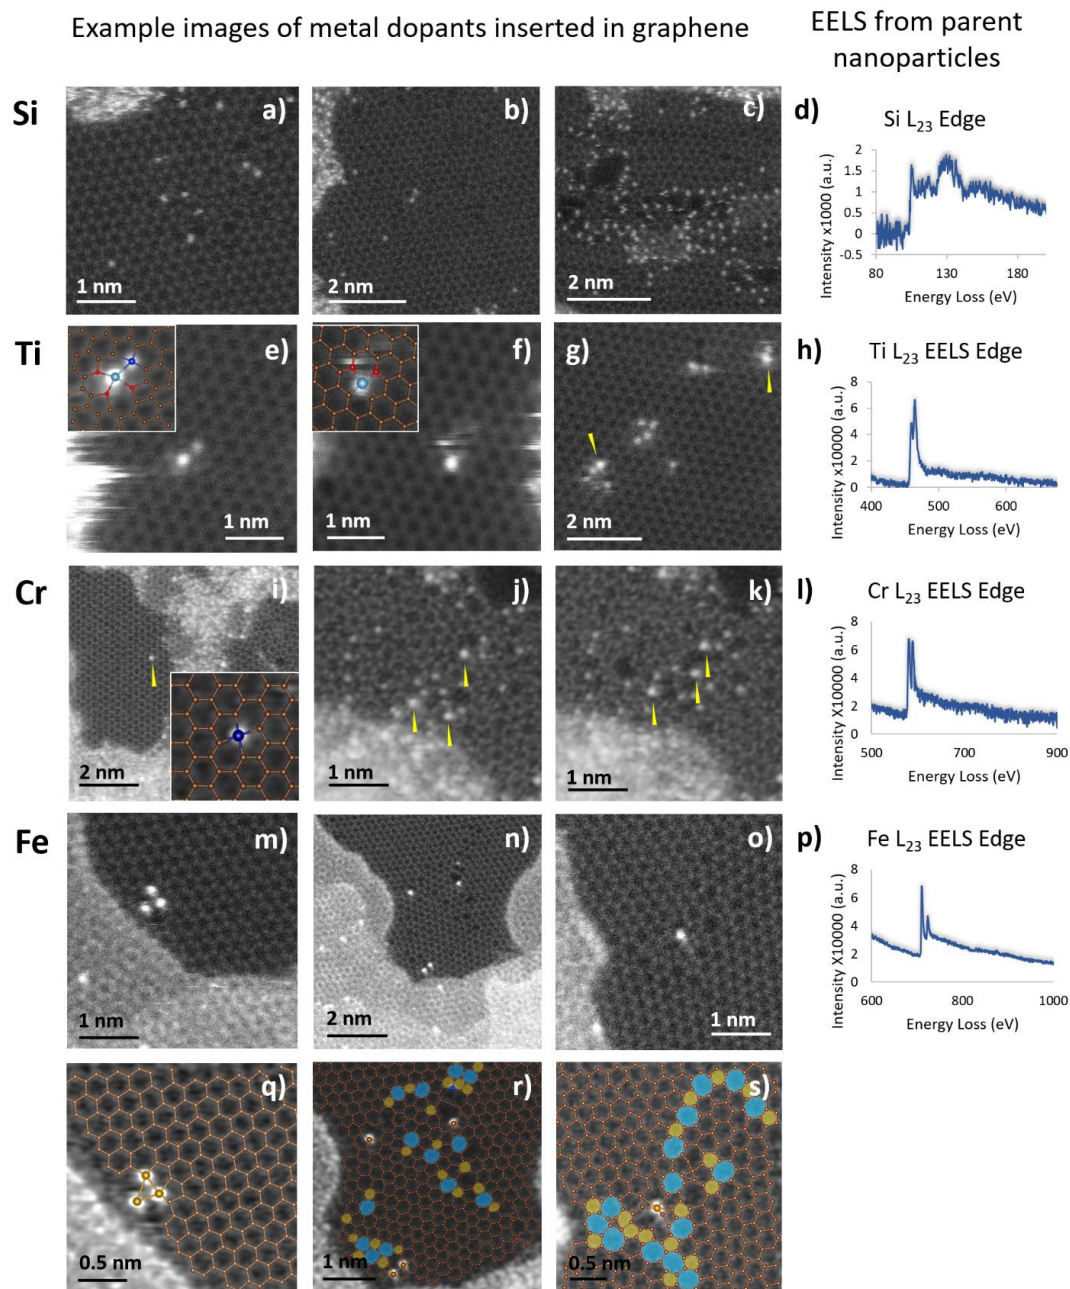 Example images of metal dopants inserted in graphene
EELS from parent
nanoparticles
Si
a)
1 nm
b)
2 nm
c)
2 nm
d)
Si L23 Edge
Intensity x1000 (a.u.)
2
1.5
1
0.5
0
-0.5
80
130
180
Energy Loss (eV)
Ti
e)
1 nm
f)
1 nm
g)
2 nm
h)
Ti L23 EELS Edge
Intensity x10000 (a.u.)
8
6
4
2
0
400
500
600
Energy Loss (eV)
Cr
i)
2 nm
j)
1 nm
k)
1 nm
l)
Cr L23 EELS Edge
Intensity X10000 (a.u.)
8
6
4
2
0
500
700
900
Energy Loss (eV)
Fe
m)
1 nm
n)
2 nm
o)
1 nm
p)
Fe L23 EELS Edge
Intensity X10000 (a.u.)
8
6
4
2
0
600
800
1000
Energy Loss (eV)
q)
0.5 nm
r)
1 nm
s)
0.5 nm